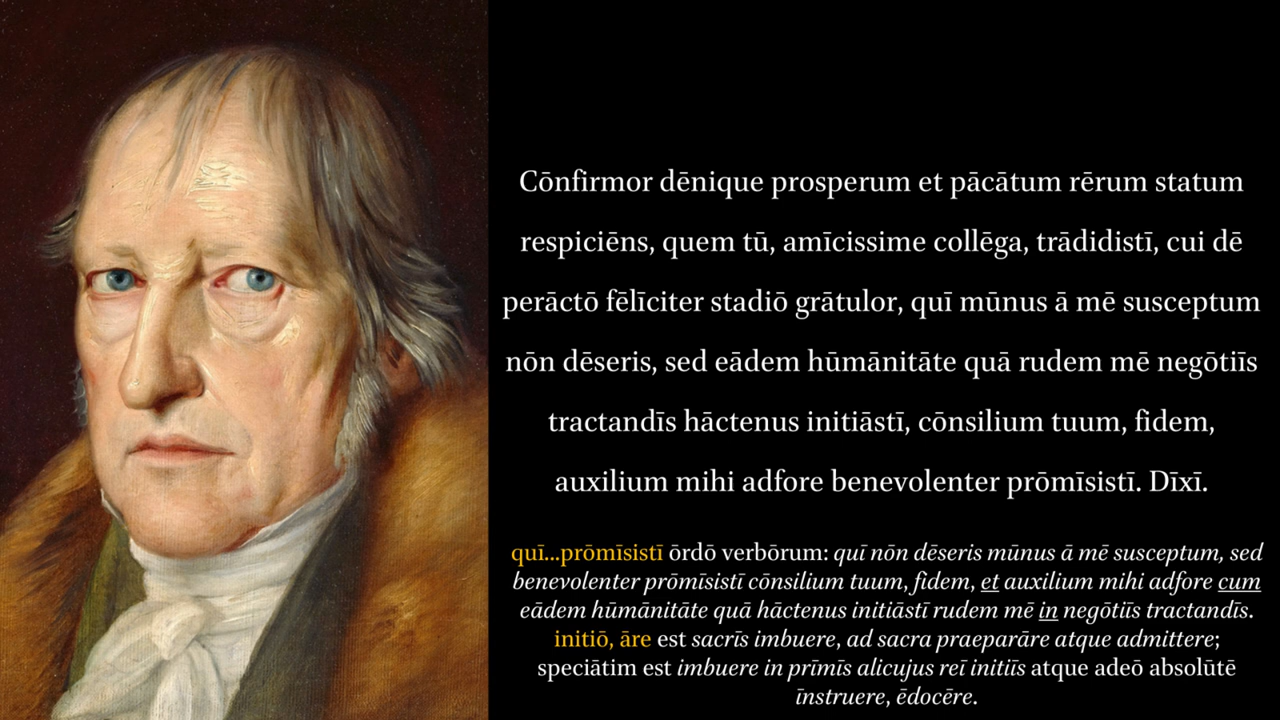 Cōnfirmor dēnique prosperum et pācātum rērum statum
respiciēns, quem tū, amīcissime collēga, trādidistī, cui dē
perāctō fēlīciter stadiō grātulor, quī mūnus ā mē susceptum
nōn dēseris, sed eādem hūmānitāte quā rudem mē negōtiīs
tractandīs hāctenus initiāstī, cōnsilium tuum, fidem,
auxilium mihi adfore benevolenter prōmīsistī. Dīxī.
quī...prōmīsistī ōrdō verbōrum: quī nōn dēseris mūnus ā mē susceptum, sed
benevolenter prōmīsistī cōnsilium tuum, fidem, et auxilium mihi adfore cum
eādem hūmānitāte quā hāctenus initiāstī rudem mē in negōtiīs tractandīs.
initiō, āre est sacrīs imbuere, ad sacra praeparāre atque admittere;
speciātim est imbuere in prīmīs alicujus reī initiīs atque adeō absolūtē
īnstruere, ēdocēre.